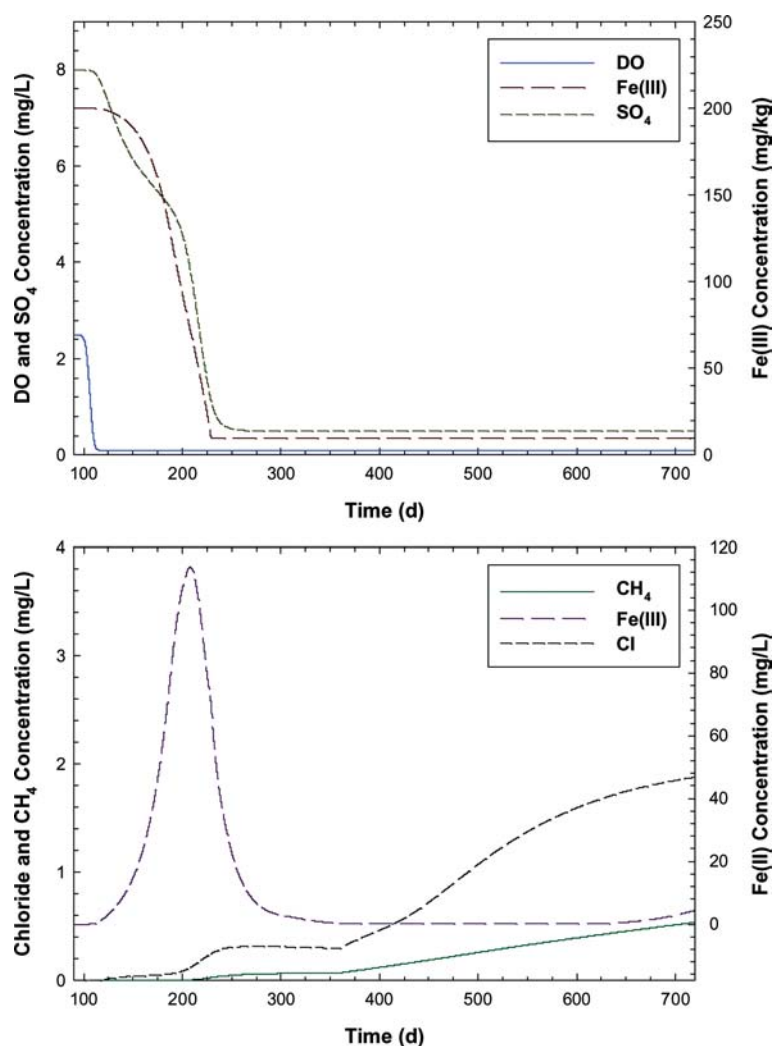 DO and SO₄ Concentration (mg/L)
8
6
4
2
0
DO
Fe(III)
SO₄
250
200
150
100
50
0
Fe(III) Concentration (mg/kg)
100 200 300 400 500 600 700
Time (d)
Chloride and CH₄ Concentration (mg/L)
4
3
2
1
0
CH₄
Fe(III)
Cl
120
100
80
60
40
20
0
Fe(II) Concentration (mg/L)
100 200 300 400 500 600 700
Time (d)